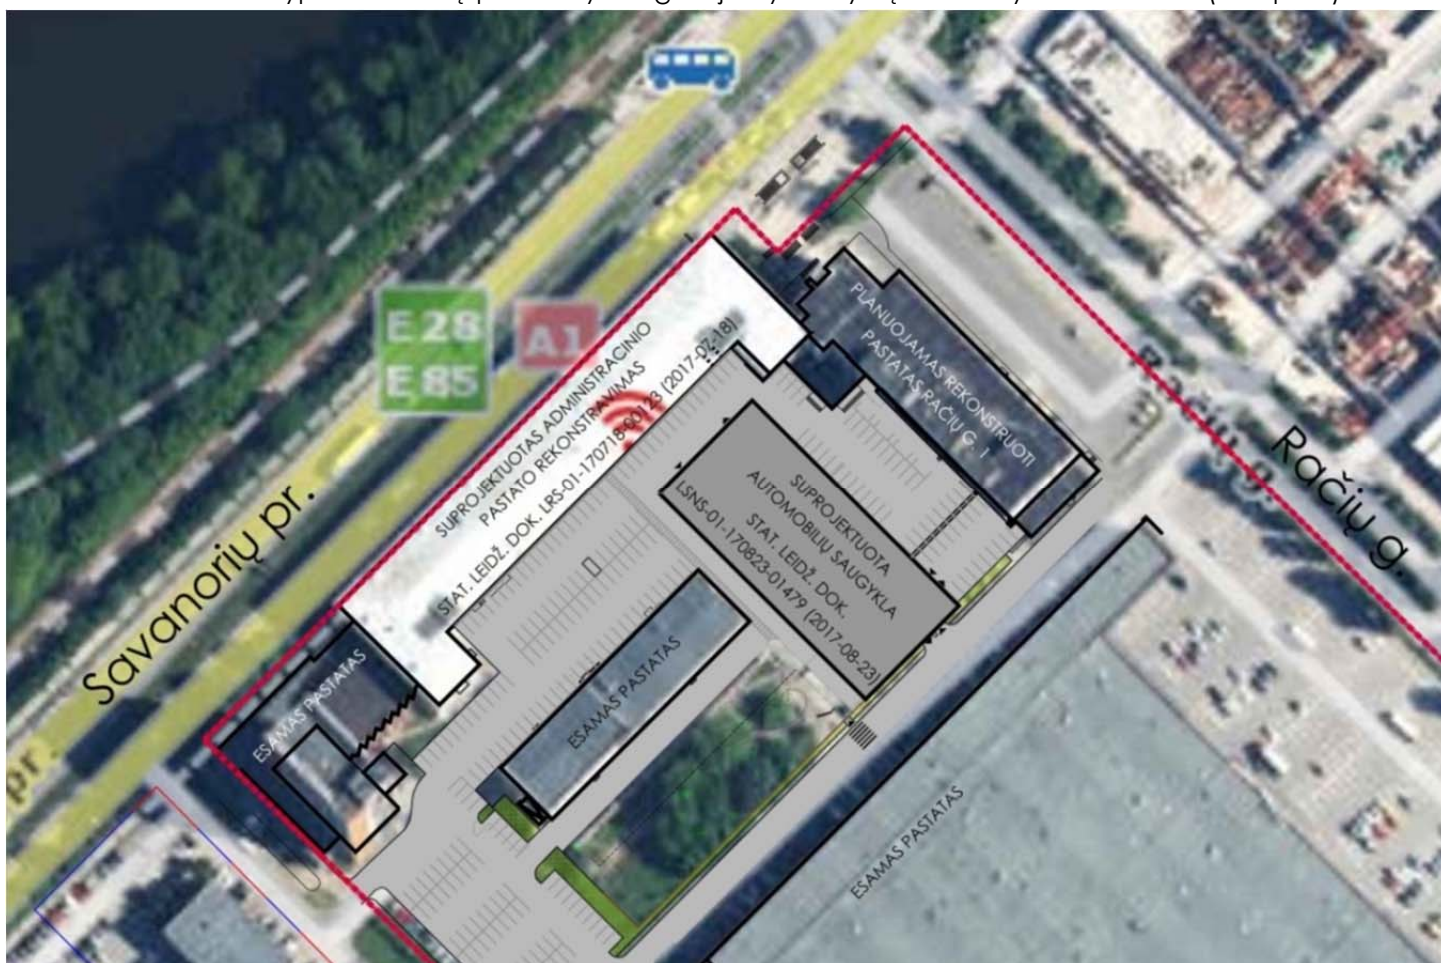 E 28
E 85
A1
Savanorių pr.
pr.
Račių g.
Račių g.
SUPROJEKTUOTAS ADMINISTRACINIO
PASTATO REKONSTRAVIMAS
STAT. LEIDŽ. DOK. LRS-01-170718-00123 (2017-07-18)
PLANUOJAMAS REKONSTRUOTI
PASTATAS RAČIŲ G. 1
SUPROJEKTUOTA
AUTOMOBILIŲ SAUGYKLA
STAT. LEIDŽ. DOK.
LSNS-01-170823-01479 (2017-08-23)
ESAMAS PASTATAS
ESAMAS PASTATAS
ESAMAS PASTATAS